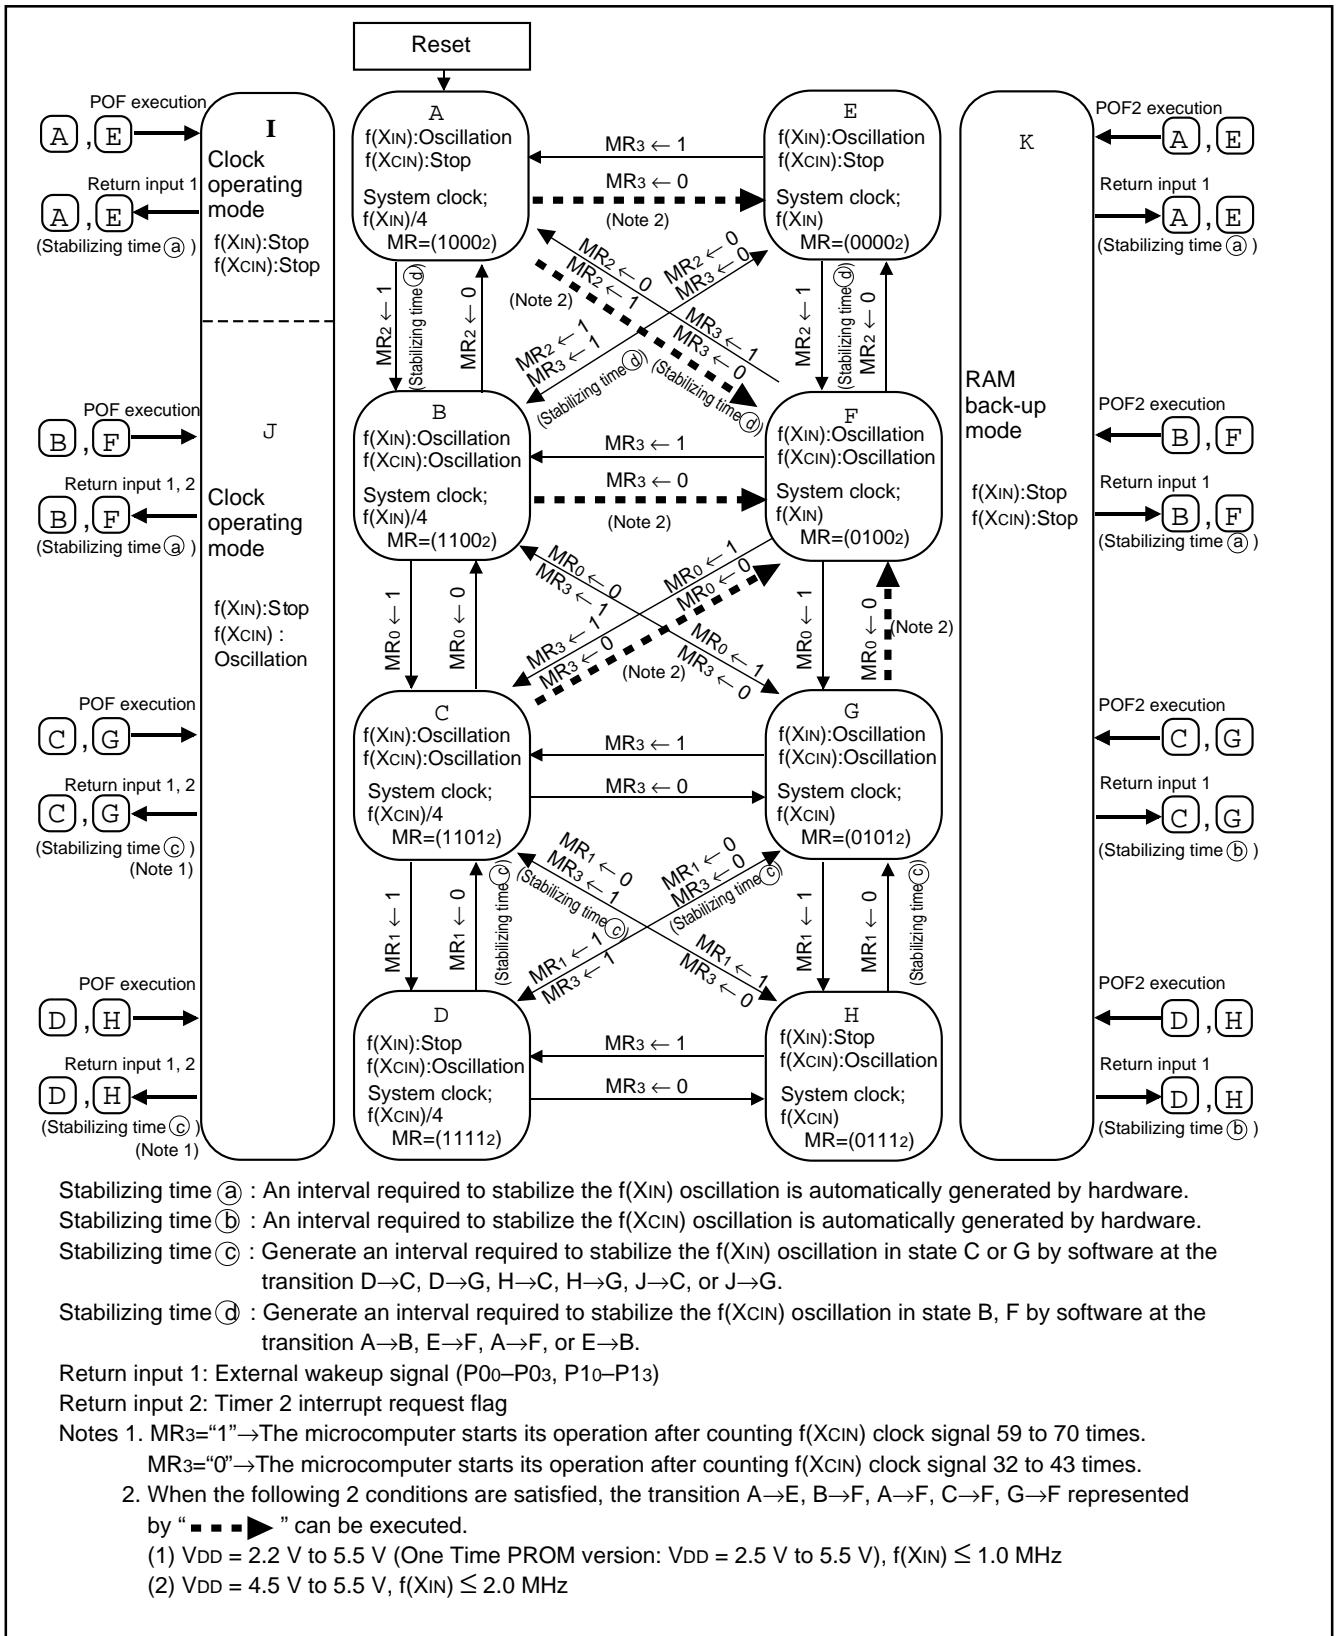 Reset
POF execution
A , E
Return input 1
A , E
(Stabilizing time ⓐ )
POF execution
B , F
Return input 1, 2
B , F
(Stabilizing time ⓐ )
POF execution
C , G
Return input 1, 2
C , G
(Stabilizing time ⓒ )
(Note 1)
POF execution
D , H
Return input 1, 2
D , H
(Stabilizing time ⓒ )
(Note 1)
I
Clock
operating
mode
f(XIN):Stop
f(XCIN):Stop
J
Clock
operating
mode
f(XIN):Stop
f(XCIN) :
Oscillation
A
f(XIN):Oscillation
f(XCIN):Stop
System clock;
f(XIN)/4
MR=(10002)
MR3 ← 1
MR3 ← 0
(Note 2)
E
f(XIN):Oscillation
f(XCIN):Stop
System clock;
f(XIN)
MR=(00002)
MR2 ← 1
(Stabilizing time ⓓ)
MR2 ← 0
(Note 2)
MR2 ← 0
MR2 ← 1
MR2 ← 0
MR3 ← 0
MR2 ← 1
MR3 ← 1
(Stabilizing time ⓓ)
MR3 ← 1
MR3 ← 0
(Stabilizing time ⓓ)
MR2 ← 1
(Stabilizing time ⓓ)
MR2 ← 0
B
f(XIN):Oscillation
f(XCIN):Oscillation
System clock;
f(XIN)/4
MR=(11002)
MR3 ← 1
MR3 ← 0
(Note 2)
F
f(XIN):Oscillation
f(XCIN):Oscillation
System clock;
f(XIN)
MR=(01002)
MR0 ← 1
MR0 ← 0
MR0 ← 0
MR3 ← 1
MR0 ← 1
MR0 ← 0
MR3 ← 1
MR3 ← 0
(Note 2)
MR0 ← 1
MR3 ← 0
MR0 ← 1
MR0 ← 0
(Note 2)
C
f(XIN):Oscillation
f(XCIN):Oscillation
System clock;
f(XCIN)/4
MR=(11012)
MR3 ← 1
MR3 ← 0
G
f(XIN):Oscillation
f(XCIN):Oscillation
System clock;
f(XCIN)
MR=(01012)
MR1 ← 1
MR1 ← 0
(Stabilizing time ⓒ)
MR1 ← 0
MR3 ← 1
(Stabilizing time ⓒ)
MR1 ← 0
MR3 ← 0
(Stabilizing time ⓒ)
MR1 ← 1
MR3 ← 1
MR1 ← 1
MR3 ← 0
MR1 ← 1
MR1 ← 0
(Stabilizing time ⓒ)
D
f(XIN):Stop
f(XCIN):Oscillation
System clock;
f(XCIN)/4
MR=(11112)
MR3 ← 1
MR3 ← 0
H
f(XIN):Stop
f(XCIN):Oscillation
System clock;
f(XCIN)
MR=(01112)
K
RAM
back-up
mode
f(XIN):Stop
f(XCIN):Stop
POF2 execution
A , E
Return input 1
A , E
(Stabilizing time ⓐ )
POF2 execution
B , F
Return input 1
B , F
(Stabilizing time ⓐ )
POF2 execution
C , G
Return input 1
C , G
(Stabilizing time ⓑ )
POF2 execution
D , H
Return input 1
D , H
(Stabilizing time ⓑ )
Stabilizing time ⓐ : An interval required to stabilize the f(XIN) oscillation is automatically generated by hardware.
Stabilizing time ⓑ : An interval required to stabilize the f(XCIN) oscillation is automatically generated by hardware.
Stabilizing time ⓒ : Generate an interval required to stabilize the f(XIN) oscillation in state C or G by software at the
transition D→C, D→G, H→C, H→G, J→C, or J→G.
Stabilizing time ⓓ : Generate an interval required to stabilize the f(XCIN) oscillation in state B, F by software at the
transition A→B, E→F, A→F, or E→B.
Return input 1: External wakeup signal (P00–P03, P10–P13)
Return input 2: Timer 2 interrupt request flag
Notes 1. MR3=“1”→The microcomputer starts its operation after counting f(XCIN) clock signal 59 to 70 times.
MR3=“0”→The microcomputer starts its operation after counting f(XCIN) clock signal 32 to 43 times.
2. When the following 2 conditions are satisfied, the transition A→E, B→F, A→F, C→F, G→F represented
by “ ” can be executed.
(1) VDD = 2.2 V to 5.5 V (One Time PROM version: VDD = 2.5 V to 5.5 V), f(XIN) ≤ 1.0 MHz
(2) VDD = 4.5 V to 5.5 V, f(XIN) ≤ 2.0 MHz